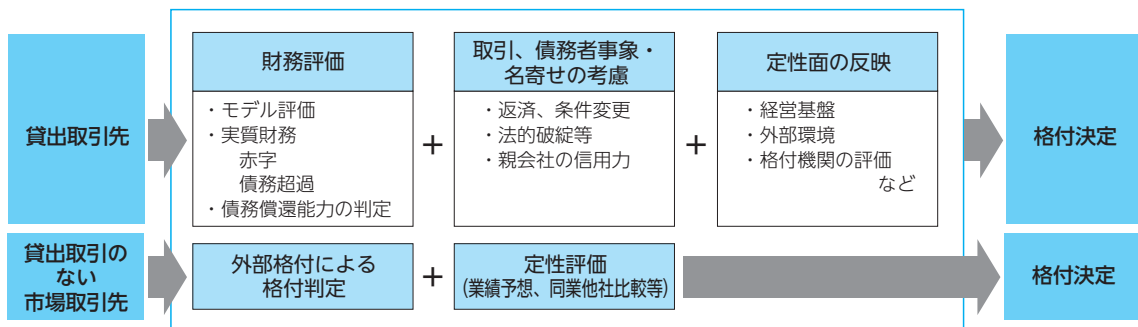 貸出取引先
財務評価
・モデル評価
・実質財務
赤字
債務超過
・債務償還能力の判定
+
取引、債務者事象・
名寄せの考慮
・返済、条件変更
・法的破綻等
・親会社の信用力
+
定性面の反映
・経営基盤
・外部環境
・格付機関の評価
など
格付決定
貸出取引の
ない
市場取引先
外部格付による
格付判定
+
定性評価
(業績予想、同業他社比較等)
格付決定